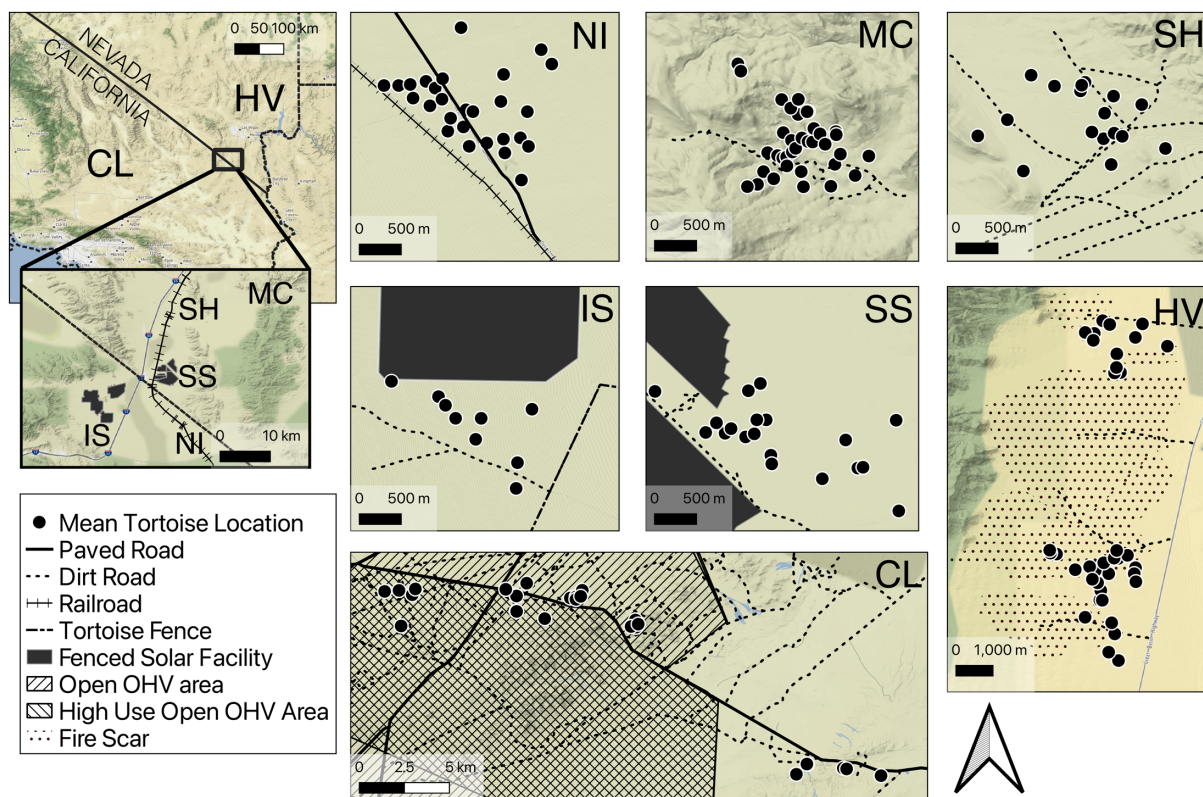 0 50 100 km
NEVADA
CALIFORNIA
HV
CL
NI
0 500 m
MC
0 500 m
SH
0 500 m
MC
SH
SS
IS
NI
0 10 km
IS
0 500 m
SS
0 500 m
HV
0 1,000 m
Mean Tortoise Location
Paved Road
Dirt Road
Railroad
Tortoise Fence
Fenced Solar Facility
Open OHV area
High Use Open OHV Area
Fire Scar
CL
0 2.5 5 km